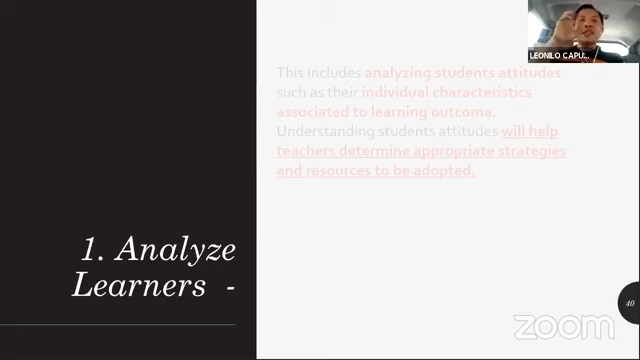 LEONILO CAPU...
This includes analyzing students attitudes
such as their individual characteristics
associated to learning outcome.
Understanding students attitudes will help
teachers determine appropriate strategies
and resources to be adopted.
1. Analyze
Learners -
40
zoom